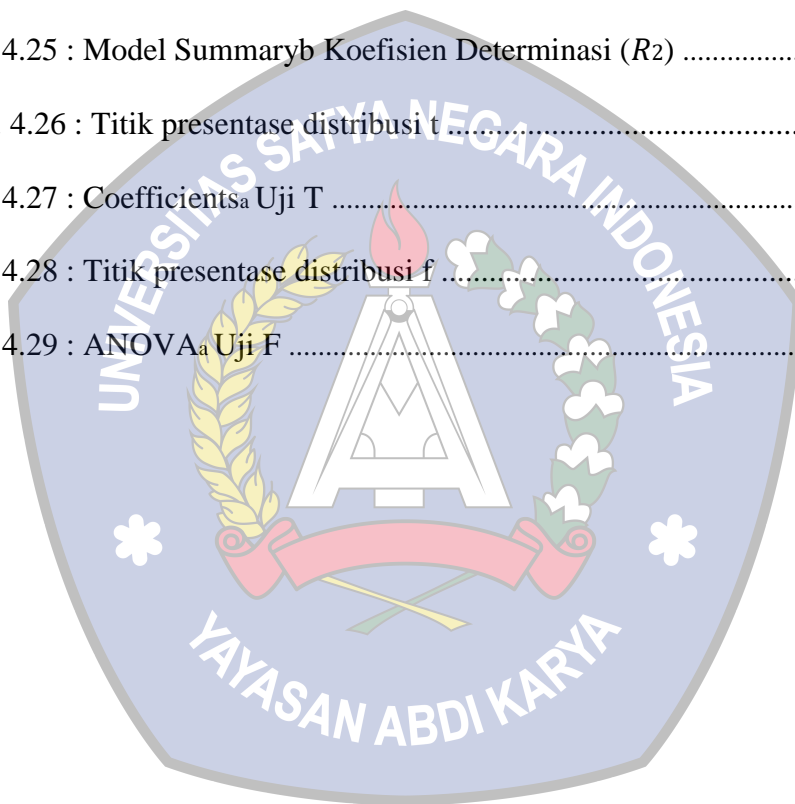 4.25 : Model Summaryb Koefisien Determinasi (𝑅2) ................
4.26 : Titik presentase distribusi t ................................................
4.27 : Coefficientsa Uji T ................................................................
4.28 : Titik presentase distribusi f ................................................
4.29 : ANOVAa Uji F ......................................................................
UNIVERSITAS SATYA NEGARA INDONESIA
YAYASAN ABDI KARYA